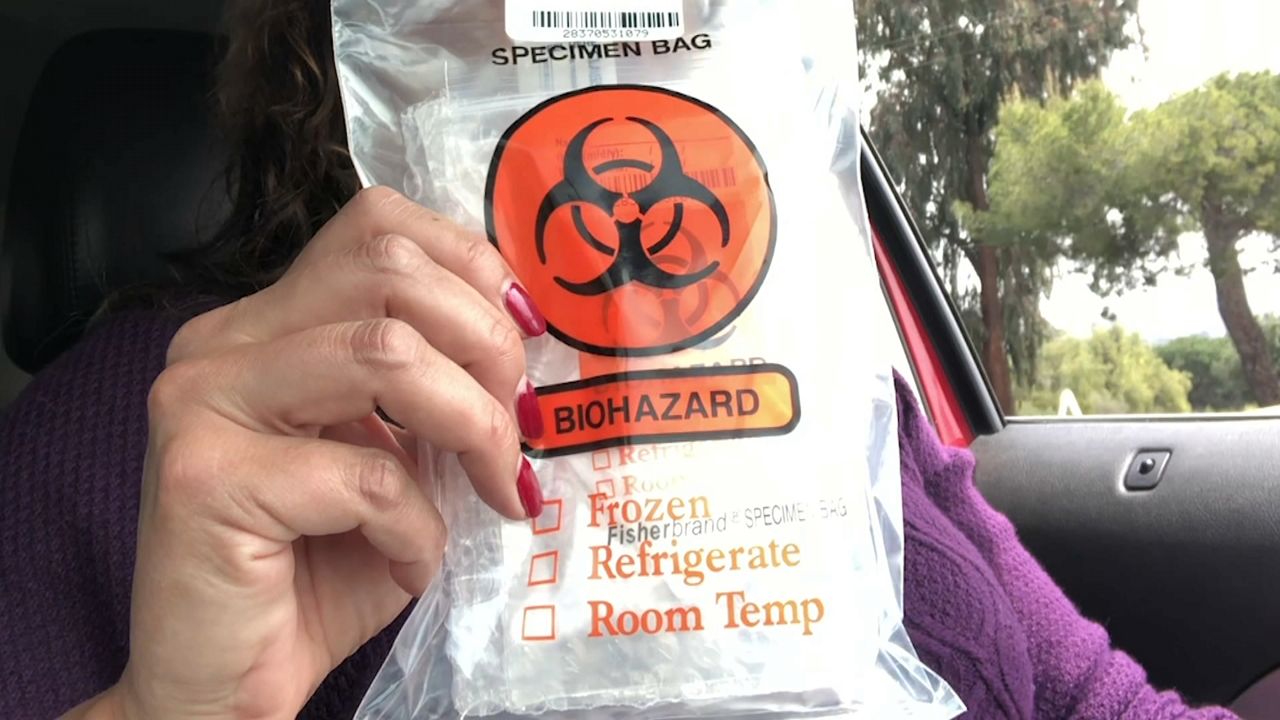 28370531079
SPECIMEN BAG
BIOHAZARD
Frozen
Fisherbrand® SPECIMEN BAG
Refrigerate
Room Temp